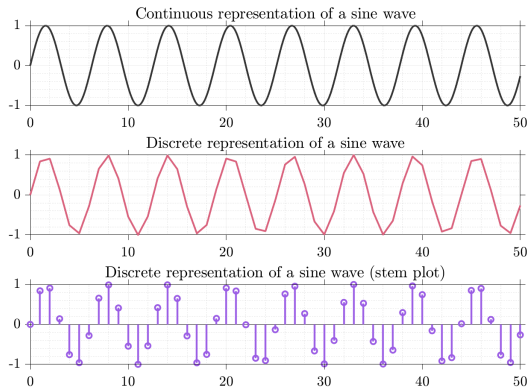 Continuous representation of a sine wave
1
0
-1
0 10 20 30 40 50
Discrete representation of a sine wave
1
0
-1
0 10 20 30 40 50
Discrete representation of a sine wave (stem plot)
1
0
-1
0 10 20 30 40 50